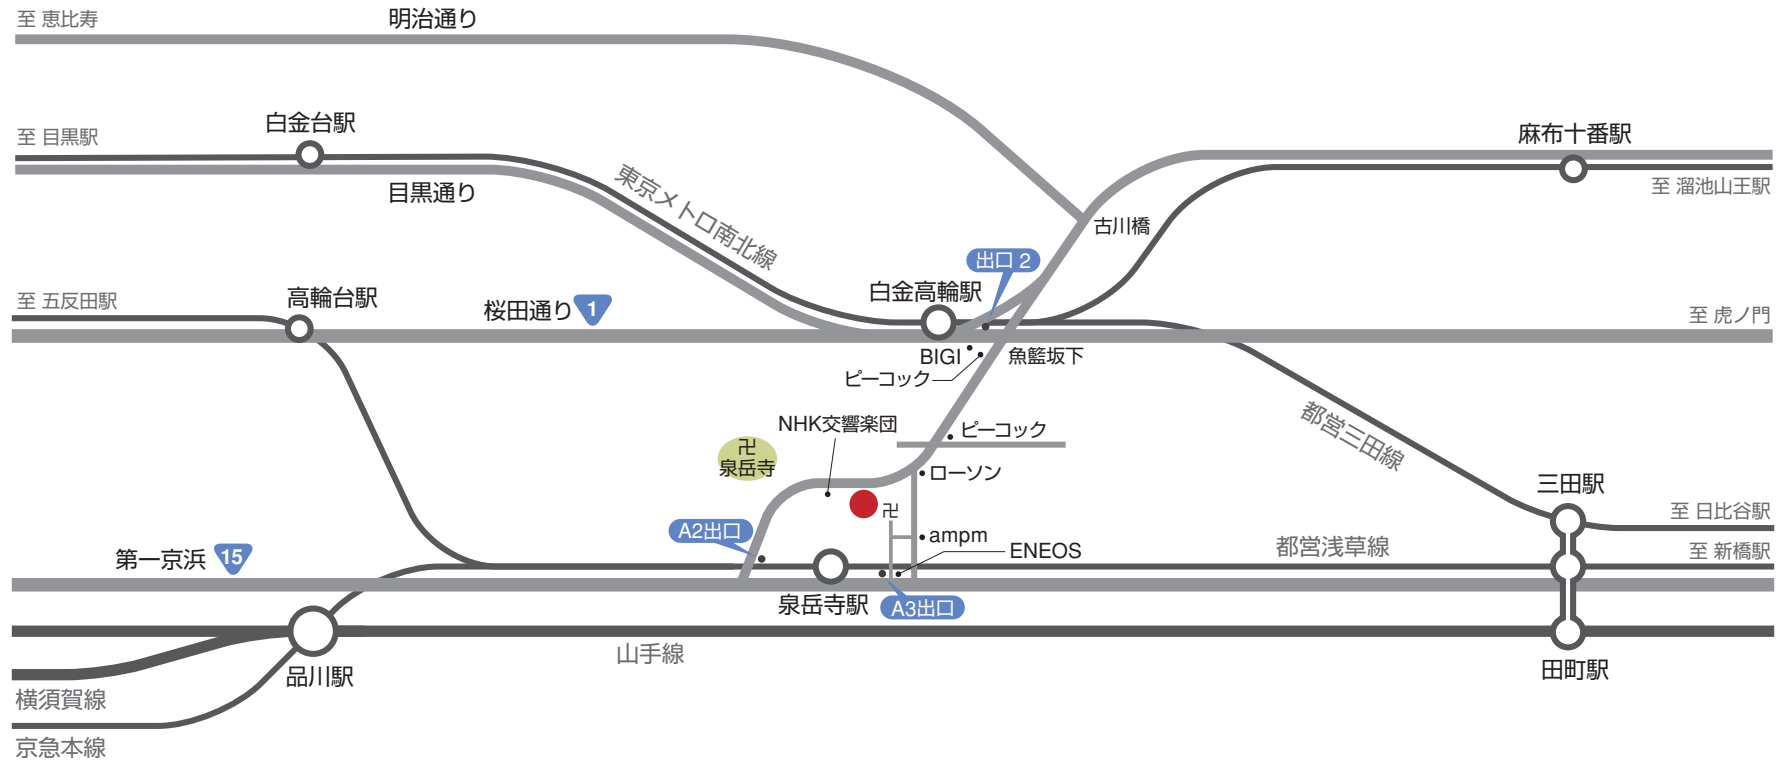 至 恵比寿
明治通り
白金台駅
麻布十番駅
至 目黒駅
目黒通り
東京メトロ南北線
至 溜池山王駅
古川橋
出口 2
至 五反田駅
高輪台駅
桜田通り
1
白金高輪駅
至 虎ノ門
BIGI
魚籃坂下
ピーコック
NHK交響楽団
ピーコック
都営三田線
卍
泉岳寺
ローソン
三田駅
卍
至 日比谷駅
A2出口
ampm
ENEOS
都営浅草線
至 新橋駅
第一京浜
15
泉岳寺駅
A3出口
山手線
品川駅
田町駅
横須賀線
京急本線